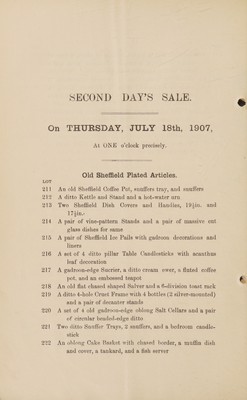 SECOND DAY'S SALE.
On THURSDAY, JULY 18th, 1907,
At ONE o'clock precisely.
Old Sheffield Plated Articles.
LOT
211 An old Sheffield Coffee Pot, snuffers tray, and snuffers
212 A ditto Kettle and Stand and a hot-water urn
213 Two Sheffield Dish Covers and Handles, 19½in. and
17½in.
214 A pair of vine-pattern Stands and a pair of massive cut
glass dishes for same
215 A pair of Sheffield Ice Pails with gadroon decorations and
liners
216 A set of 4 ditto pillar Table Candlesticks with acanthus
leaf decoration
217 A gadroon-edge Sucrier, a ditto cream ewer, a fluted coffee
pot, and an embossed teapot
218 An old flat chased shaped Salver and a 8-division toast rack
219 A ditto 4-hole Cruet Frame with 4 bottles (2 silver-mounted)
and a pair of decanter stands
220 A set of 4 old gadroon-edge oblong Salt Cellars and a pair
of circular beaded-edge ditto
221 Two ditto Snuffer Trays, 2 snuffers, and a bedroom candle-
stick
222 An oblong Cake Basket with chased border, a muffin dish
and cover, a tankard, and a fish server